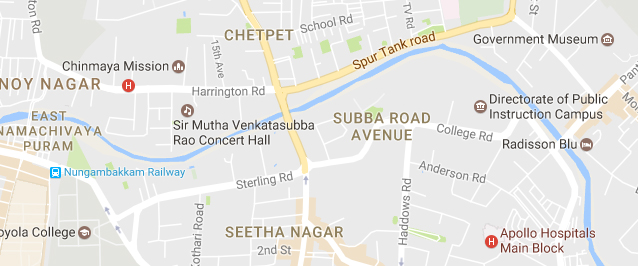 School Rd
TV Rd
CHETPET
15th Ave
Spur Tank road
Government Museum
Chinmaya Mission
H
NOY NAGAR
Harrington Rd
Sir Mutha Venkatasubba
Rao Concert Hall
SUBBA ROAD
AVENUE
Directorate of Public
Instruction Campus
College Rd
Radisson Blu
EAST
NAMACHIVAYA
PURAM
Nungambakkam Railway
Sterling Rd
Anderson Rd
Haddows Rd
Kothari Road
oyola College
SEETHA NAGAR
2nd St
H
Apollo Hospitals
Main Block